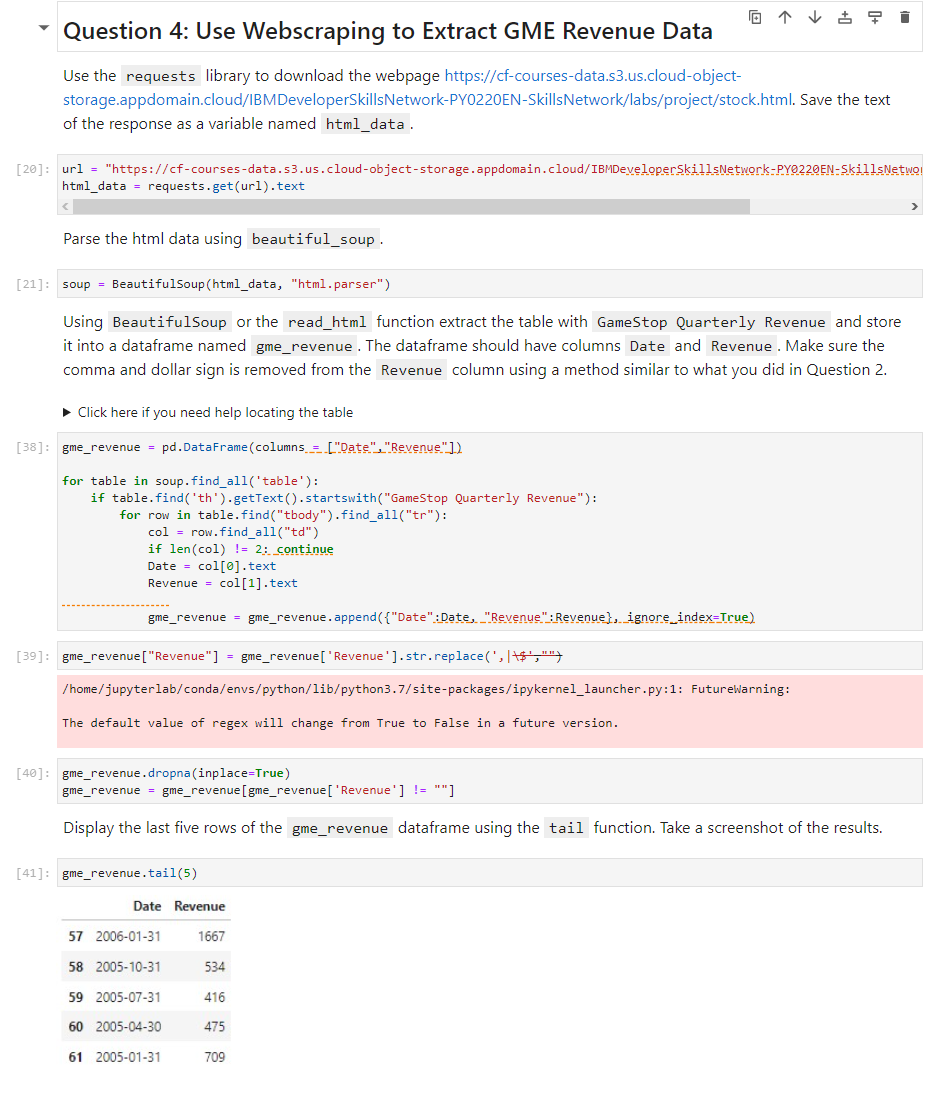 Question 4: Use Webscraping to Extract GME Revenue Data
Use the requests library to download the webpage https://cf-courses-data.s3.us.cloud-object-
storage.appdomain.cloud/IBMDeveloperSkillsNetwork-PY0220EN-SkillsNetwork/labs/project/stock.html. Save the text
of the response as a variable named html_data.
[20]: url = "https://cf-courses-data.s3.us.cloud-object-storage.appdomain.cloud/IBMDeveloperSkillsNetwork-PY0220EN-SkillsNetwor
html_data = requests.get(url).text
Parse the html data using beautiful_soup.
[21]: soup = BeautifulSoup(html_data, "html.parser")
Using BeautifulSoup or the read_html function extract the table with GameStop Quarterly Revenue and store
it into a dataframe named gme_revenue. The dataframe should have columns Date and Revenue. Make sure the
comma and dollar sign is removed from the Revenue column using a method similar to what you did in Question 2.
Click here if you need help locating the table
[38]: gme_revenue = pd.DataFrame(columns = ["Date","Revenue"])
for table in soup.find_all('table'):
if table.find('th').getText().startswith("GameStop Quarterly Revenue"):
for row in table.find("tbody").find_all("tr"):
col = row.find_all("td")
if len(col) != 2: continue
Date = col[0].text
Revenue = col[1].text
gme_revenue = gme_revenue.append({"Date":Date, "Revenue":Revenue}, ignore_index=True)
[39]: gme_revenue["Revenue"] = gme_revenue['Revenue'].str.replace(',|\$',"")
/home/jupyterlab/conda/envs/python/lib/python3.7/site-packages/ipykernel_launcher.py:1: FutureWarning:
The default value of regex will change from True to False in a future version.
[40]: gme_revenue.dropna(inplace=True)
gme_revenue = gme_revenue[gme_revenue['Revenue'] != ""]
Display the last five rows of the gme_revenue dataframe using the tail function. Take a screenshot of the results.
[41]: gme_revenue.tail(5)
Date Revenue
57 2006-01-31 1667
58 2005-10-31 534
59 2005-07-31 416
60 2005-04-30 475
61 2005-01-31 709